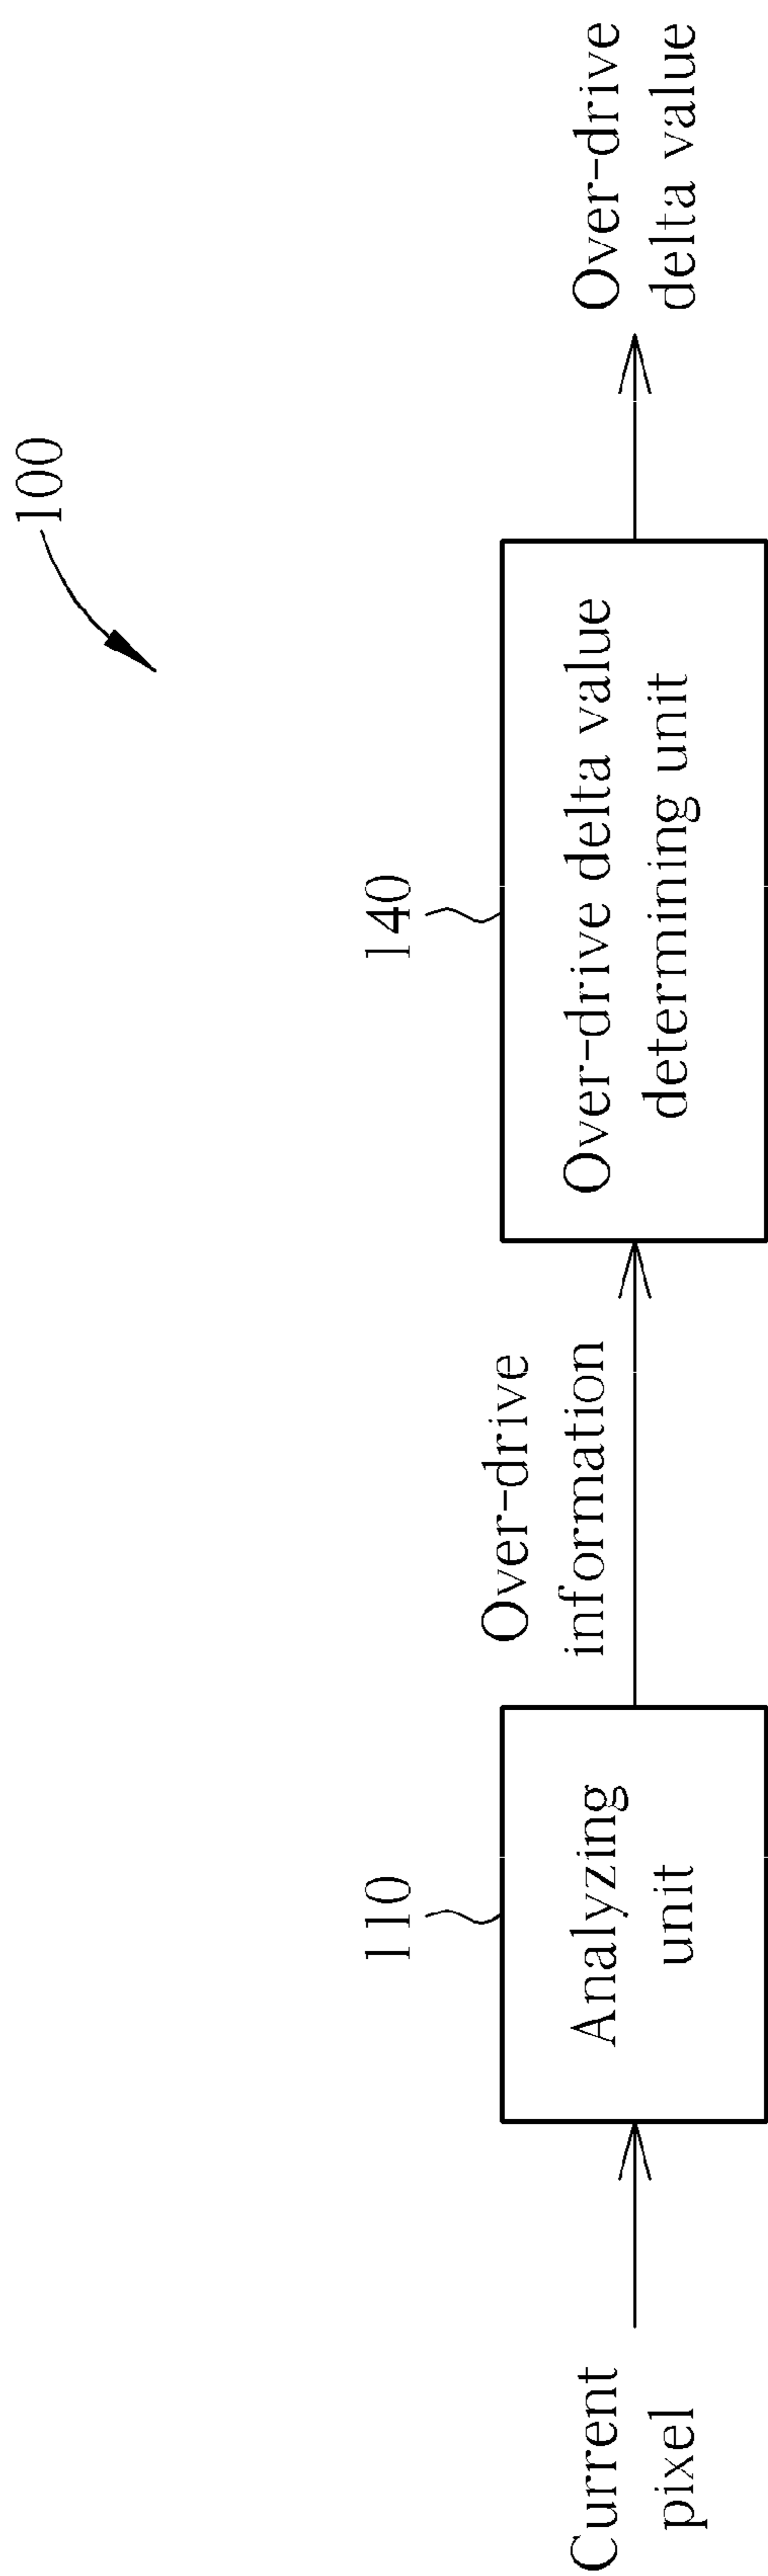 100
Current
pixel
110
Analyzing
unit
Over-drive
information
140
Over-drive delta value
determining unit
Over-drive
delta value